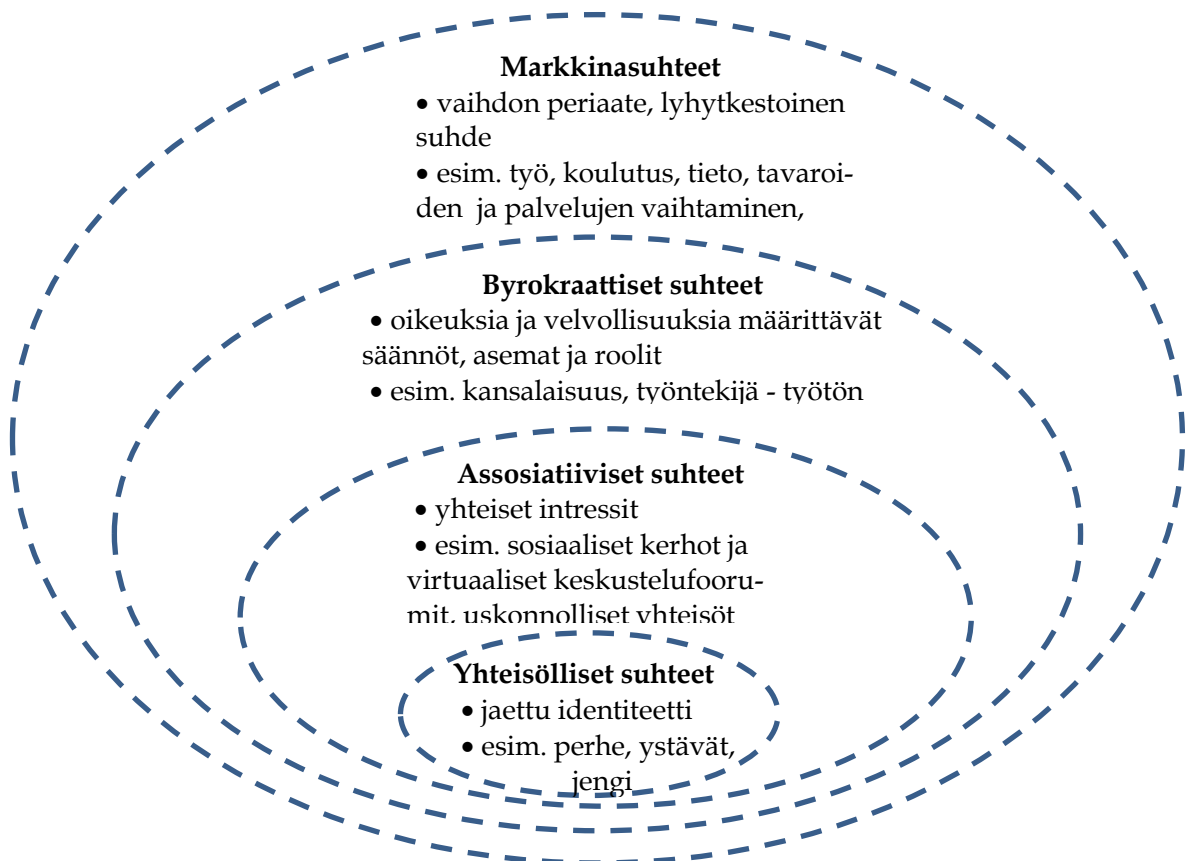 Markkinasuhteet
• vaihdon periaate, lyhytkestoinen
suhde
• esim. työ, koulutus, tieto, tavaroi-
den ja palvelujen vaihtaminen,
Byrokraattiset suhteet
• oikeuksia ja velvollisuuksia määrittävät
säännöt, asemat ja roolit
• esim. kansalaisuus, työntekijä - työtön
Assosiatiiviset suhteet
• yhteiset intressit
• esim. sosiaaliset kerhot ja
virtuaaliset keskustelufooru-
mit, uskonnolliset yhteisöt
Yhteisölliset suhteet
• jaettu identiteetti
• esim. perhe, ystävät,
jengi